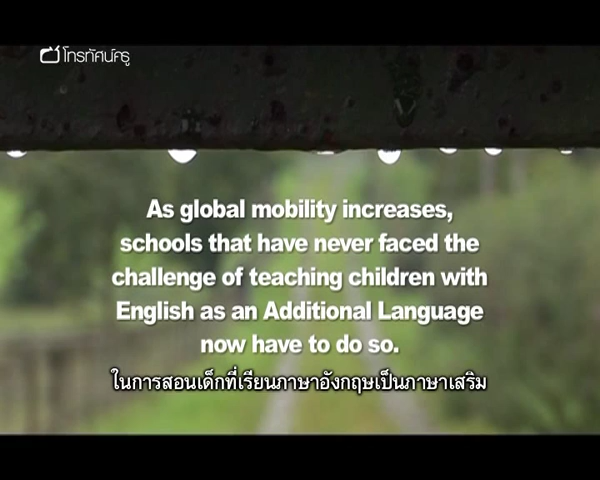 โทรทัศน์ครู
As global mobility increases,
schools that have never faced the
challenge of teaching children with
English as an Additional Language
now have to do so.
ในการสอนเด็กที่เรียนภาษาอังกฤษเป็นภาษาเสริม